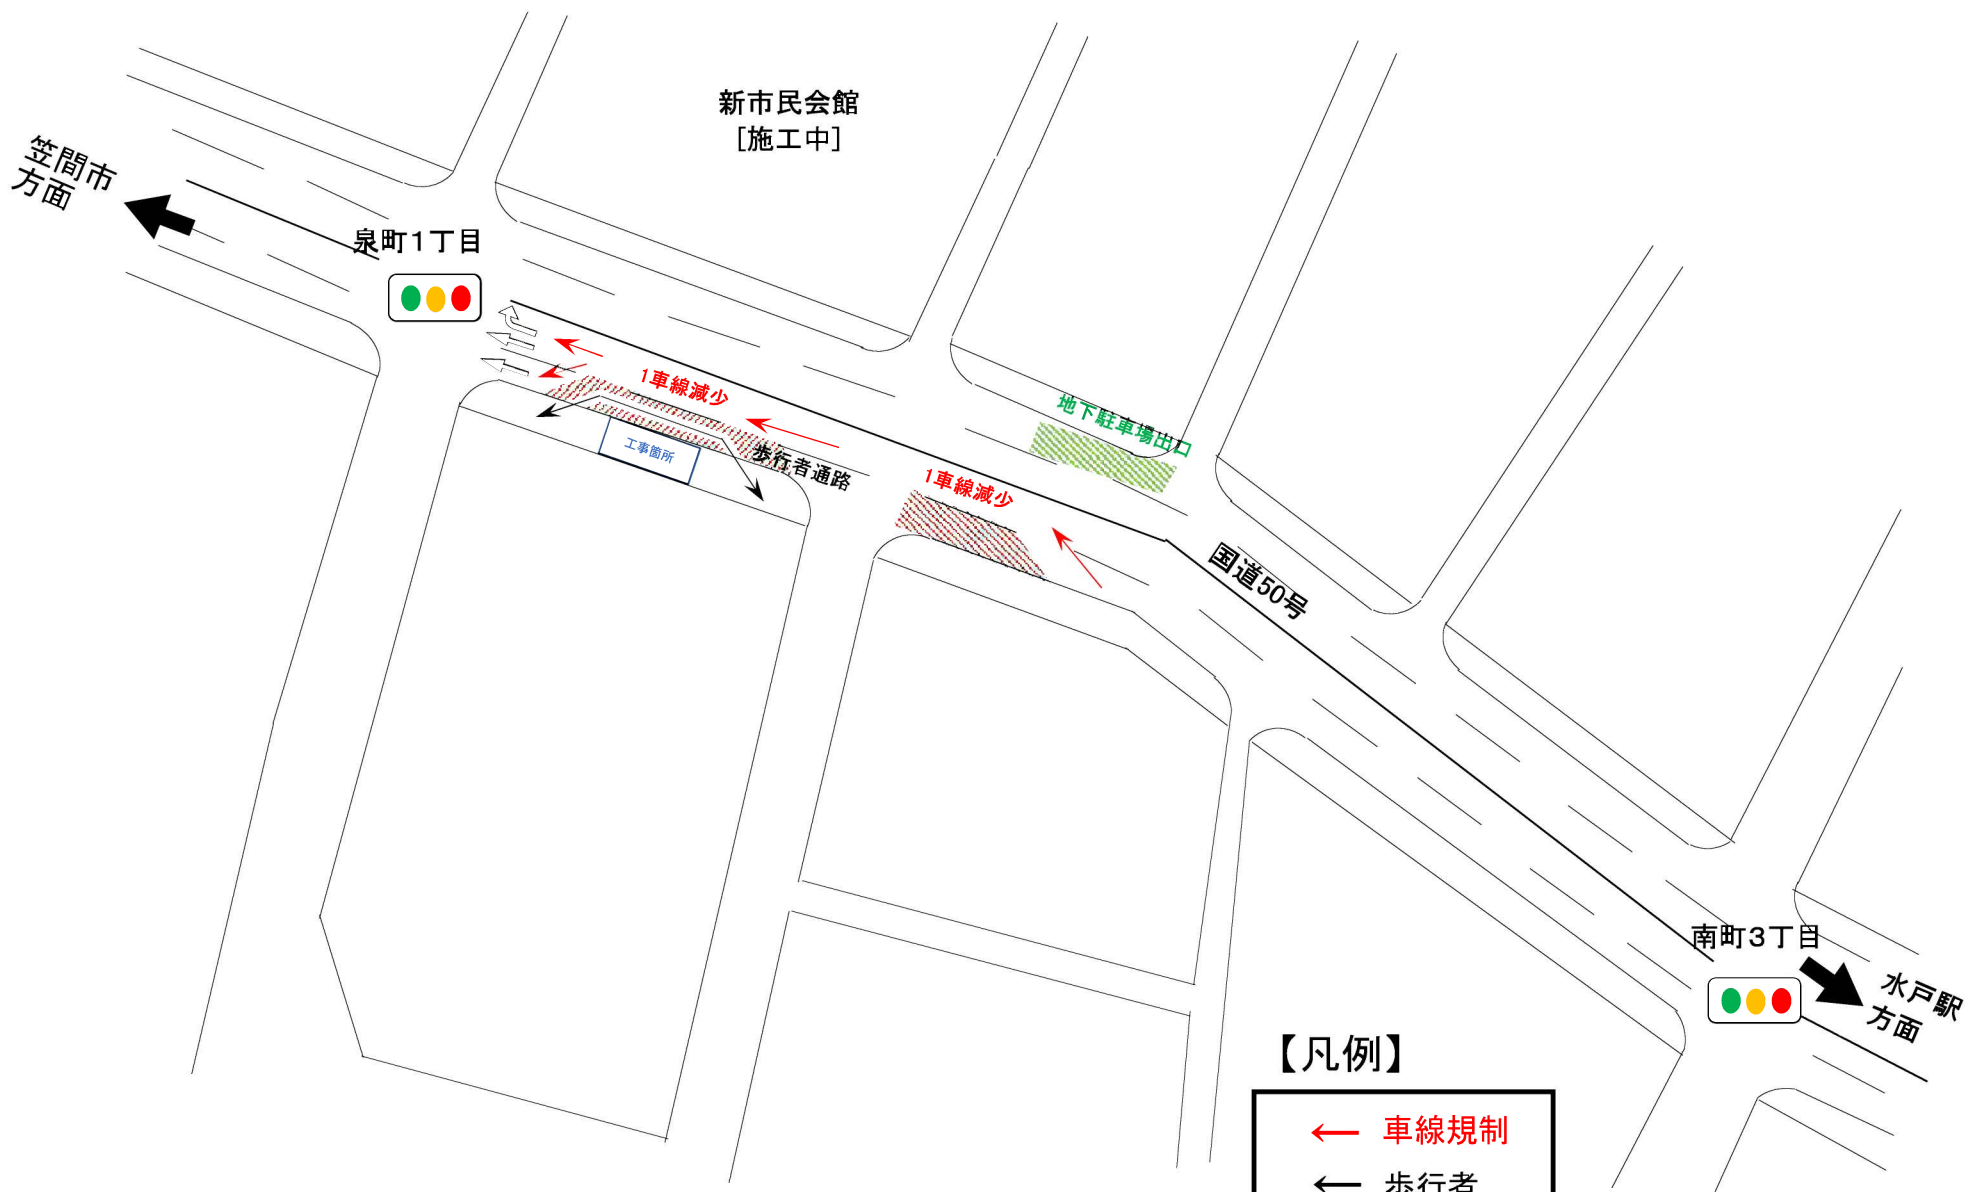 新市民会館
[施工中]
笠間市
方面
泉町1丁目
1車線減少
地下駐車場出口
工事箇所
歩行者通路
1車線減少
国道50号
南町3丁目
水戸駅
方面
【凡例】
← 車線規制
← 歩行者